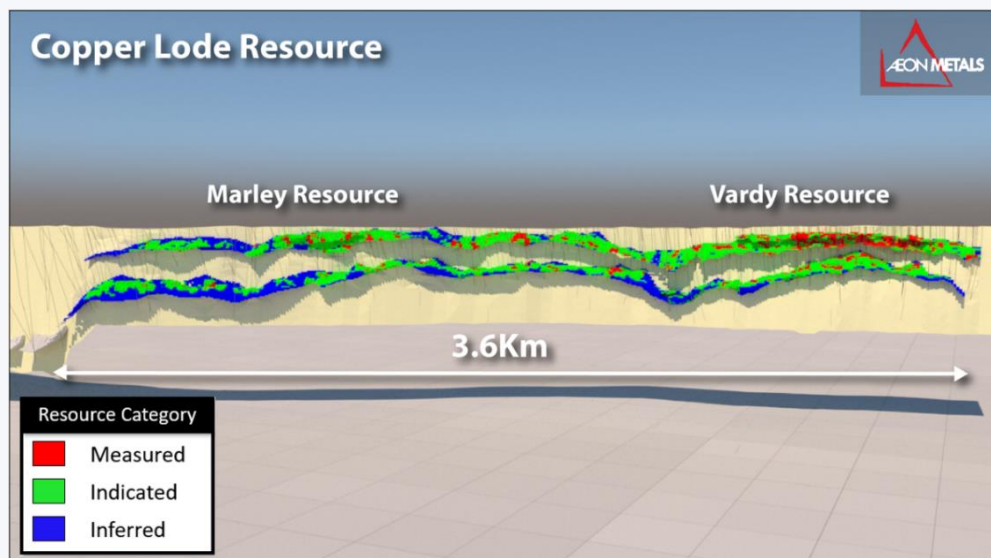 Copper Lode Resource
ÆON METALS
Marley Resource
Vardy Resource
3.6Km
Resource Category
Measured
Indicated
Inferred